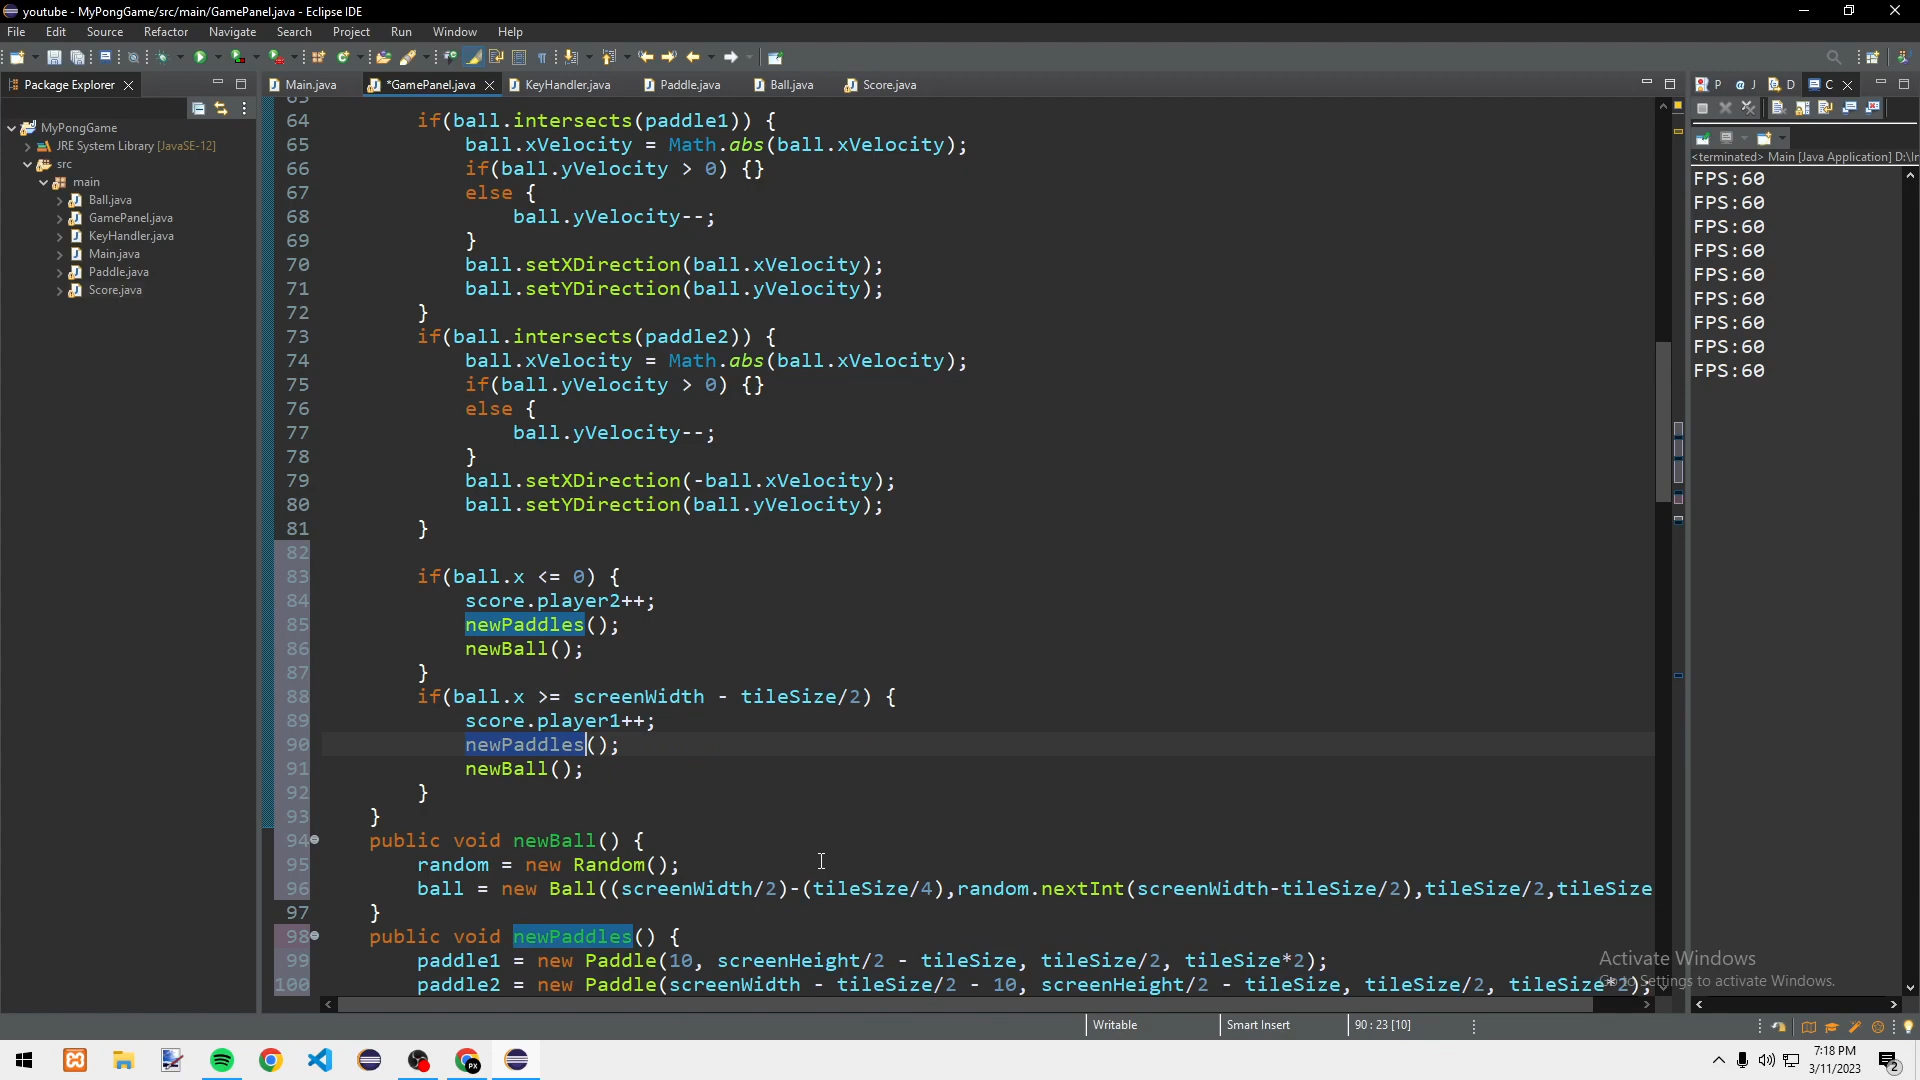 youtube - MyPongGame/src/main/GamePanel.java - Eclipse IDE
File Edit Source Refactor Navigate Search Project Run Window Help
Package Explorer
Main.java *GamePanel.java KeyHandler.java Paddle.java Ball.java Score.java
P J D C
MyPongGame
JRE System Library [JavaSE-12]
src
main
Ball.java
GamePanel.java
KeyHandler.java
Main.java
Paddle.java
Score.java
63
64 if(ball.intersects(paddle1)) {
65 ball.xVelocity = Math.abs(ball.xVelocity);
66 if(ball.yVelocity > 0) {}
67 else {
68 ball.yVelocity--;
69 }
70 ball.setXDirection(ball.xVelocity);
71 ball.setYDirection(ball.yVelocity);
72 }
73 if(ball.intersects(paddle2)) {
74 ball.xVelocity = Math.abs(ball.xVelocity);
75 if(ball.yVelocity > 0) {}
76 else {
77 ball.yVelocity--;
78 }
79 ball.setXDirection(-ball.xVelocity);
80 ball.setYDirection(ball.yVelocity);
81 }
82
83 if(ball.x <= 0) {
84 score.player2++;
85 newPaddles();
86 newBall();
87 }
88 if(ball.x >= screenWidth - tileSize/2) {
89 score.player1++;
90 newPaddles();
91 newBall();
92 }
93 }
94 public void newBall() {
95 random = new Random();
96 ball = new Ball((screenWidth/2)-(tileSize/4),random.nextInt(screenWidth-tileSize/2),tileSize/2,tileSize
97 }
98 public void newPaddles() {
99 paddle1 = new Paddle(10, screenHeight/2 - tileSize, tileSize/2, tileSize*2);
100 paddle2 = new Paddle(screenWidth - tileSize/2 - 10, screenHeight/2 - tileSize, tileSize/2, tileSize*2);
<terminated> Main [Java Application] D:\In
FPS:60
FPS:60
FPS:60
FPS:60
FPS:60
FPS:60
FPS:60
FPS:60
FPS:60
Activate Windows
Go to Settings to activate Windows.
Writable Smart Insert 90 : 23 [10]
PX
7:18 PM
3/11/2023
2